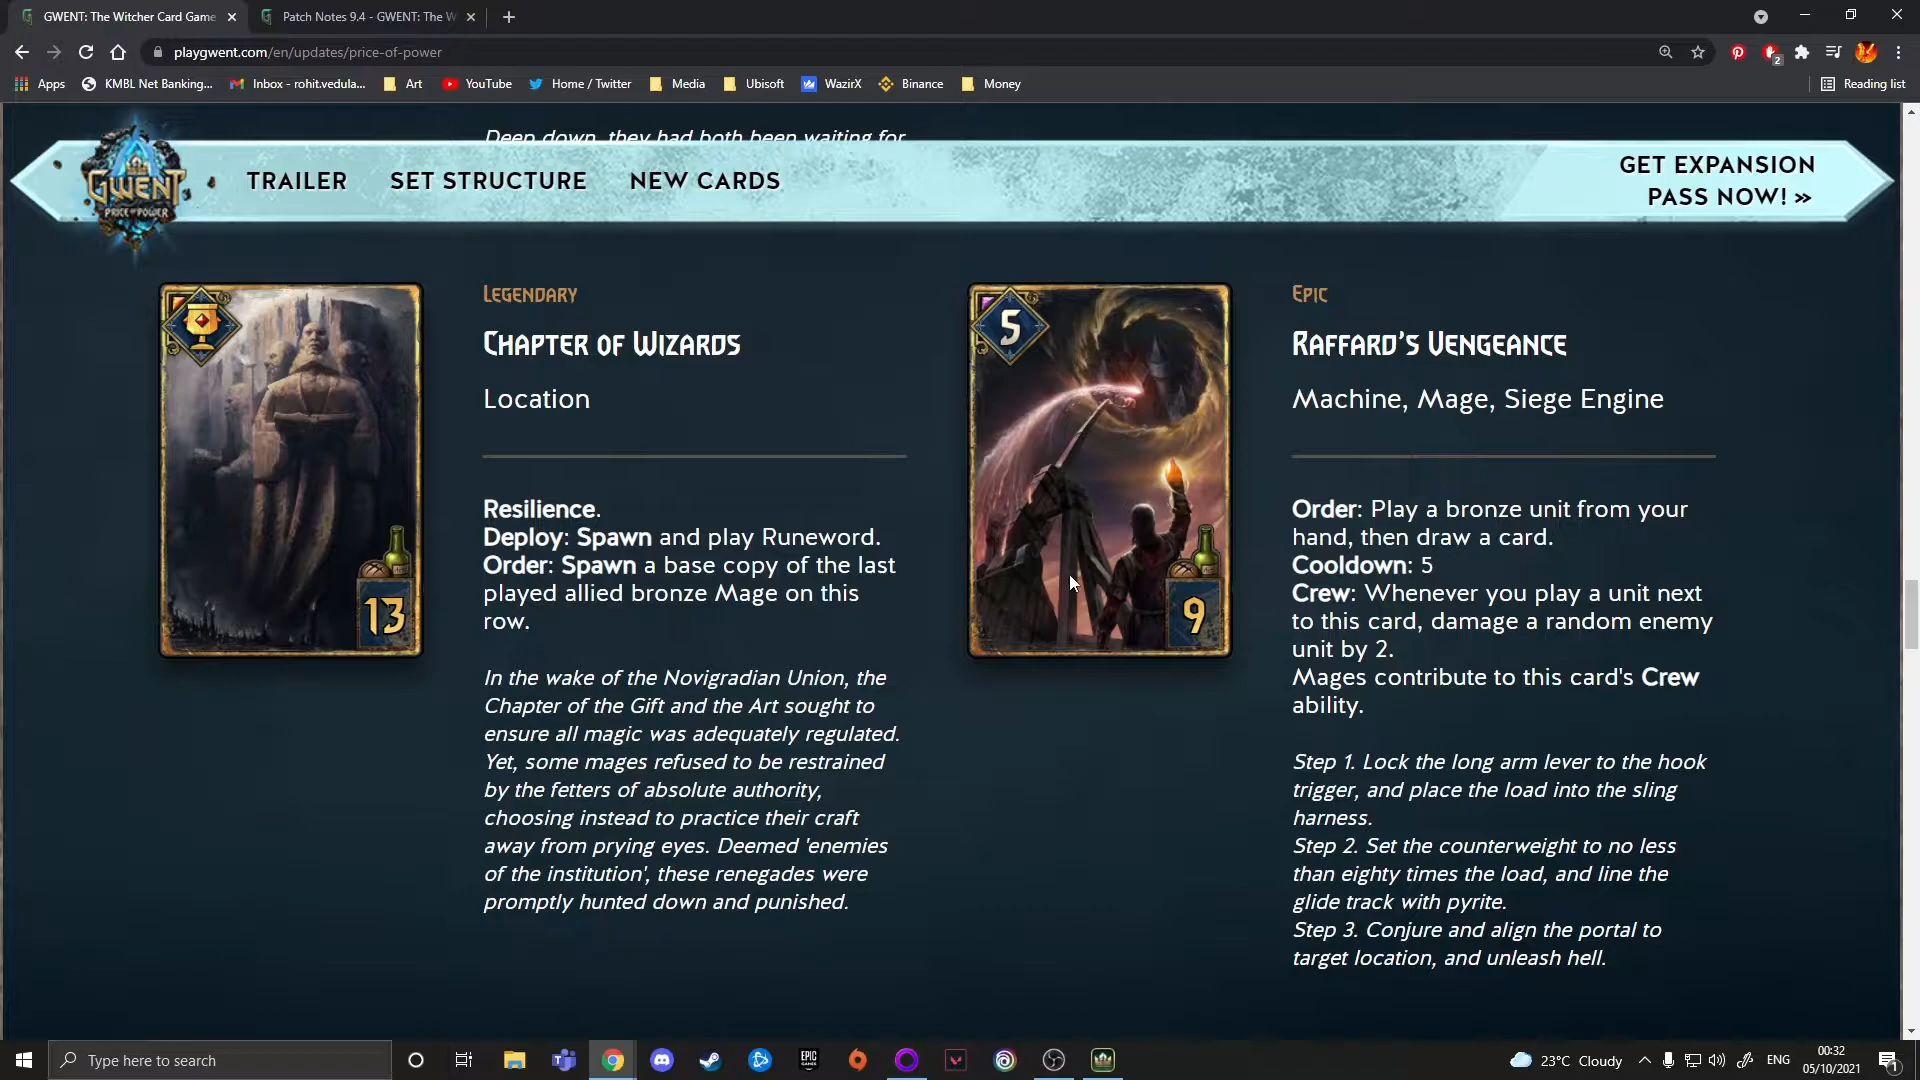 GWENT: The Witcher Card Game
Patch Notes 9.4 - GWENT: The W
playgwent.com/en/updates/price-of-power
2
Apps
KMBL Net Banking...
Inbox - rohit.vedula...
Art
YouTube
Home / Twitter
Media
Ubisoft
WazirX
Binance
Money
Reading list
Deep down, they had both been waiting for
GWENT
PRICE OF POWER
TRAILER
SET STRUCTURE
NEW CARDS
GET EXPANSION
PASS NOW! »
13
Legendary
Chapter of Wizards
Location
Resilience.
Deploy: Spawn and play Runeword.
Order: Spawn a base copy of the last
played allied bronze Mage on this
row.
In the wake of the Novigradian Union, the
Chapter of the Gift and the Art sought to
ensure all magic was adequately regulated.
Yet, some mages refused to be restrained
by the fetters of absolute authority,
choosing instead to practice their craft
away from prying eyes. Deemed 'enemies
of the institution', these renegades were
promptly hunted down and punished.
5
9
Epic
Raffard's Vengeance
Machine, Mage, Siege Engine
Order: Play a bronze unit from your
hand, then draw a card.
Cooldown: 5
Crew: Whenever you play a unit next
to this card, damage a random enemy
unit by 2.
Mages contribute to this card's Crew
ability.
Step 1. Lock the long arm lever to the hook
trigger, and place the load into the sling
harness.
Step 2. Set the counterweight to no less
than eighty times the load, and line the
glide track with pyrite.
Step 3. Conjure and align the portal to
target location, and unleash hell.
Type here to search
EPIC
GAMES
23°C Cloudy
ENG
00:32
05/10/2021
1